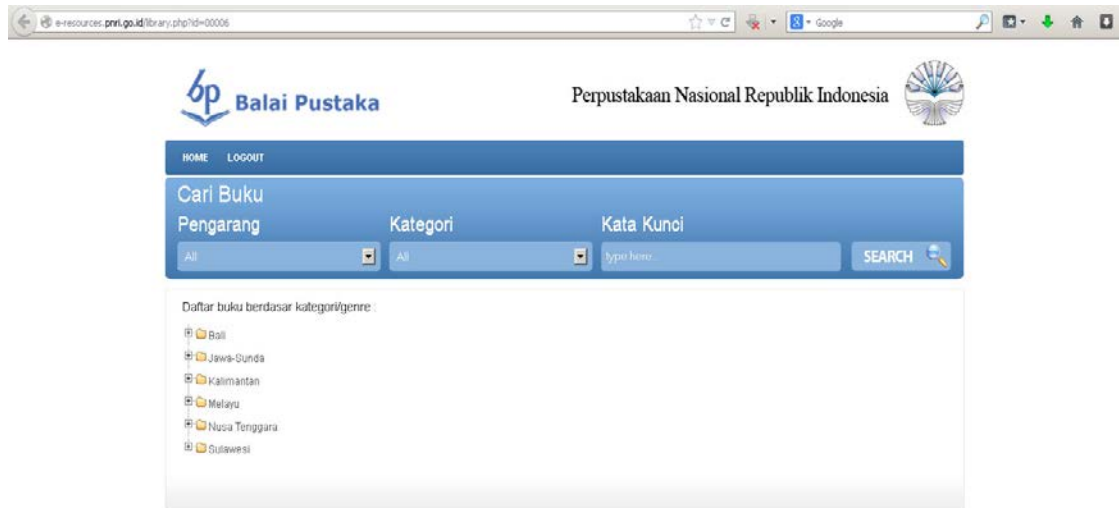 e-resources.pnri.go.id/library.php?id=00006
Google
bp Balai Pustaka
Perpustakaan Nasional Republik Indonesia
HOME LOGOUT
Cari Buku
Pengarang Kategori Kata Kunci
All All type here... SEARCH
Daftar buku berdasar kategori/genre :
Bali
Jawa-Sunda
Kalimantan
Melayu
Nusa Tenggara
Sulawesi